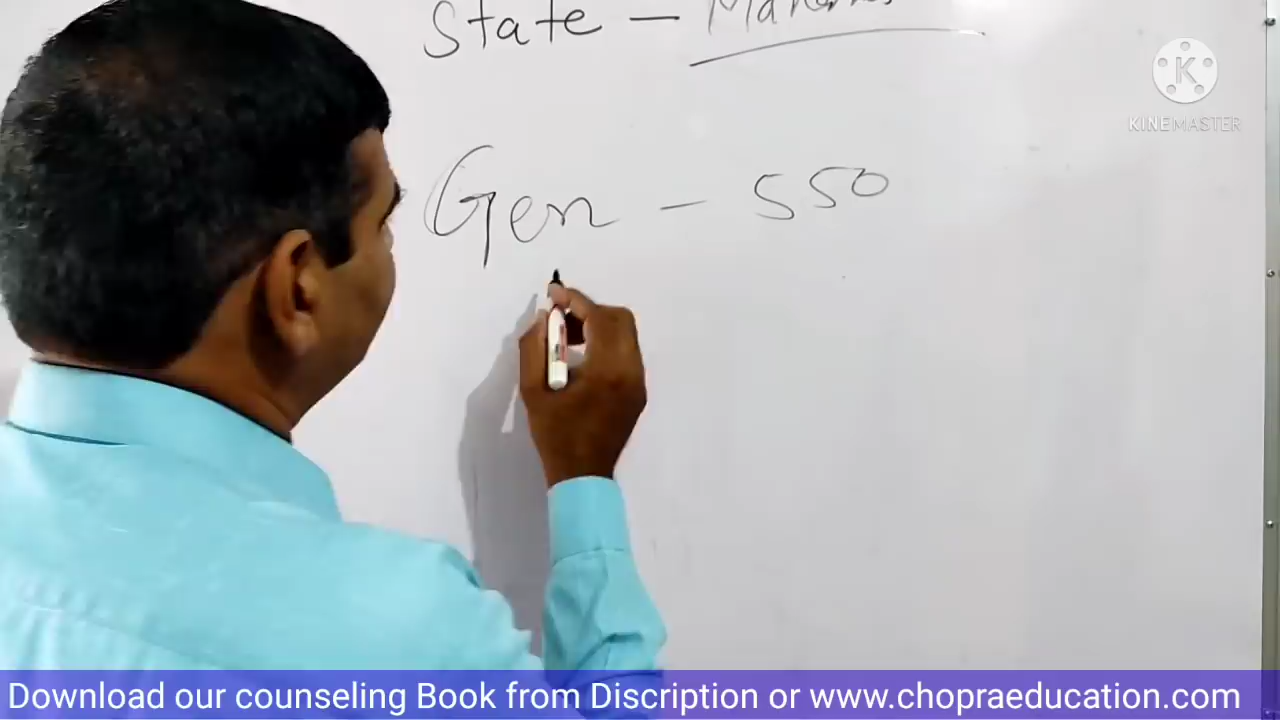 State –
KINEMASTER
Gen – 550
Download our counseling Book from Discription or www.chopraeducation.com